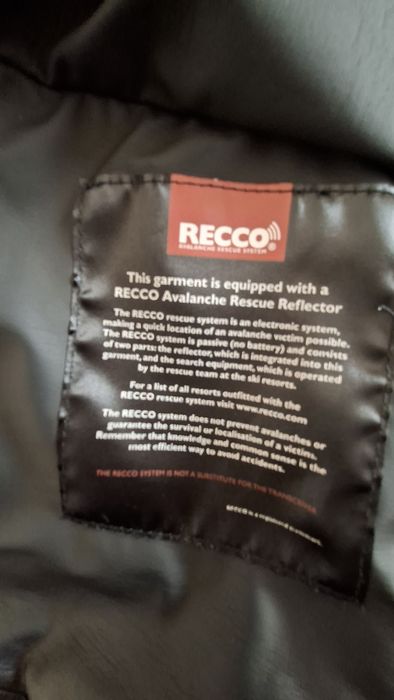 RECCO®
AVALANCHE RESCUE SYSTEM
This garment is equipped with a
RECCO Avalanche Rescue Reflector
The RECCO rescue system is an electronic system,
making a quick location of an avalanche victim possible.
The RECCO system is passive (no battery) and consists
of two parts: the reflector, which is integrated into this
garment, and the search equipment, which is operated
by the rescue team at the ski resorts.
For a list of all resorts outfitted with the
RECCO rescue system visit www.recco.com
The RECCO system does not prevent avalanches or
guarantee the survival or localisation of a victims.
Remember that knowledge and common sense is the
most efficient way to avoid accidents.
THE RECCO SYSTEM IS NOT A SUBSTITUTE FOR THE TRANSCEIVER
RECCO is a registered trademark.